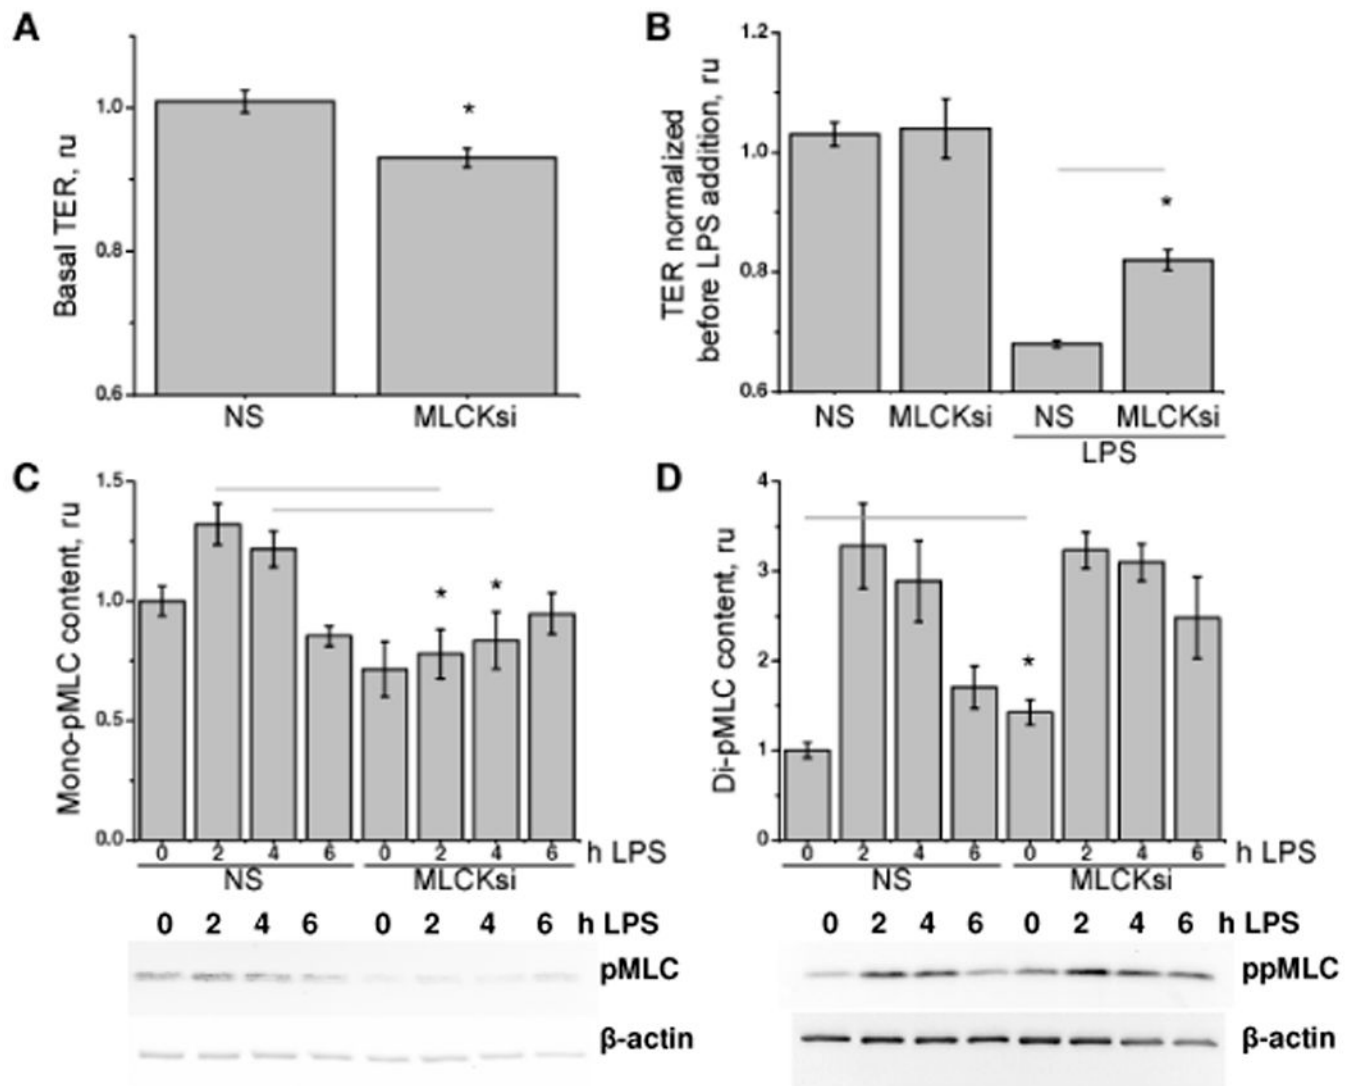 A
Basal TER, ru
1.0
0.8
0.6
*
NS MLCKsi
B
TER normalized
before LPS addition, ru
1.2
1.0
0.8
0.6
*
NS MLCKsi NS MLCKsi
LPS
C
Mono-pMLC content, ru
1.5
1.0
0.5
0.0
* *
0 2 4 6 0 2 4 6 h LPS
NS MLCKsi
0 2 4 6 0 2 4 6 h LPS
pMLC
β-actin
D
Di-pMLC content, ru
4
3
2
1
0
*
0 2 4 6 0 2 4 6 h LPS
NS MLCKsi
0 2 4 6 0 2 4 6 h LPS
ppMLC
β-actin